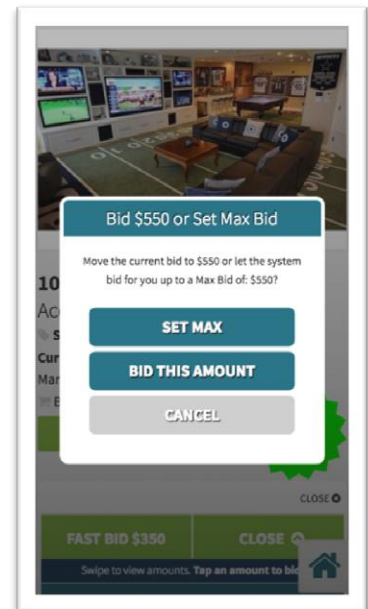 Bid $550 or Set Max Bid
Move the current bid to $550 or let the system
bid for you up to a Max Bid of: $550?
10
Ac
S
Cur
Mar
B
SET MAX
BID THIS AMOUNT
CANCEL
CLOSE
FAST BID $350
CLOSE
Swipe to view amounts. Tap an amount to bid